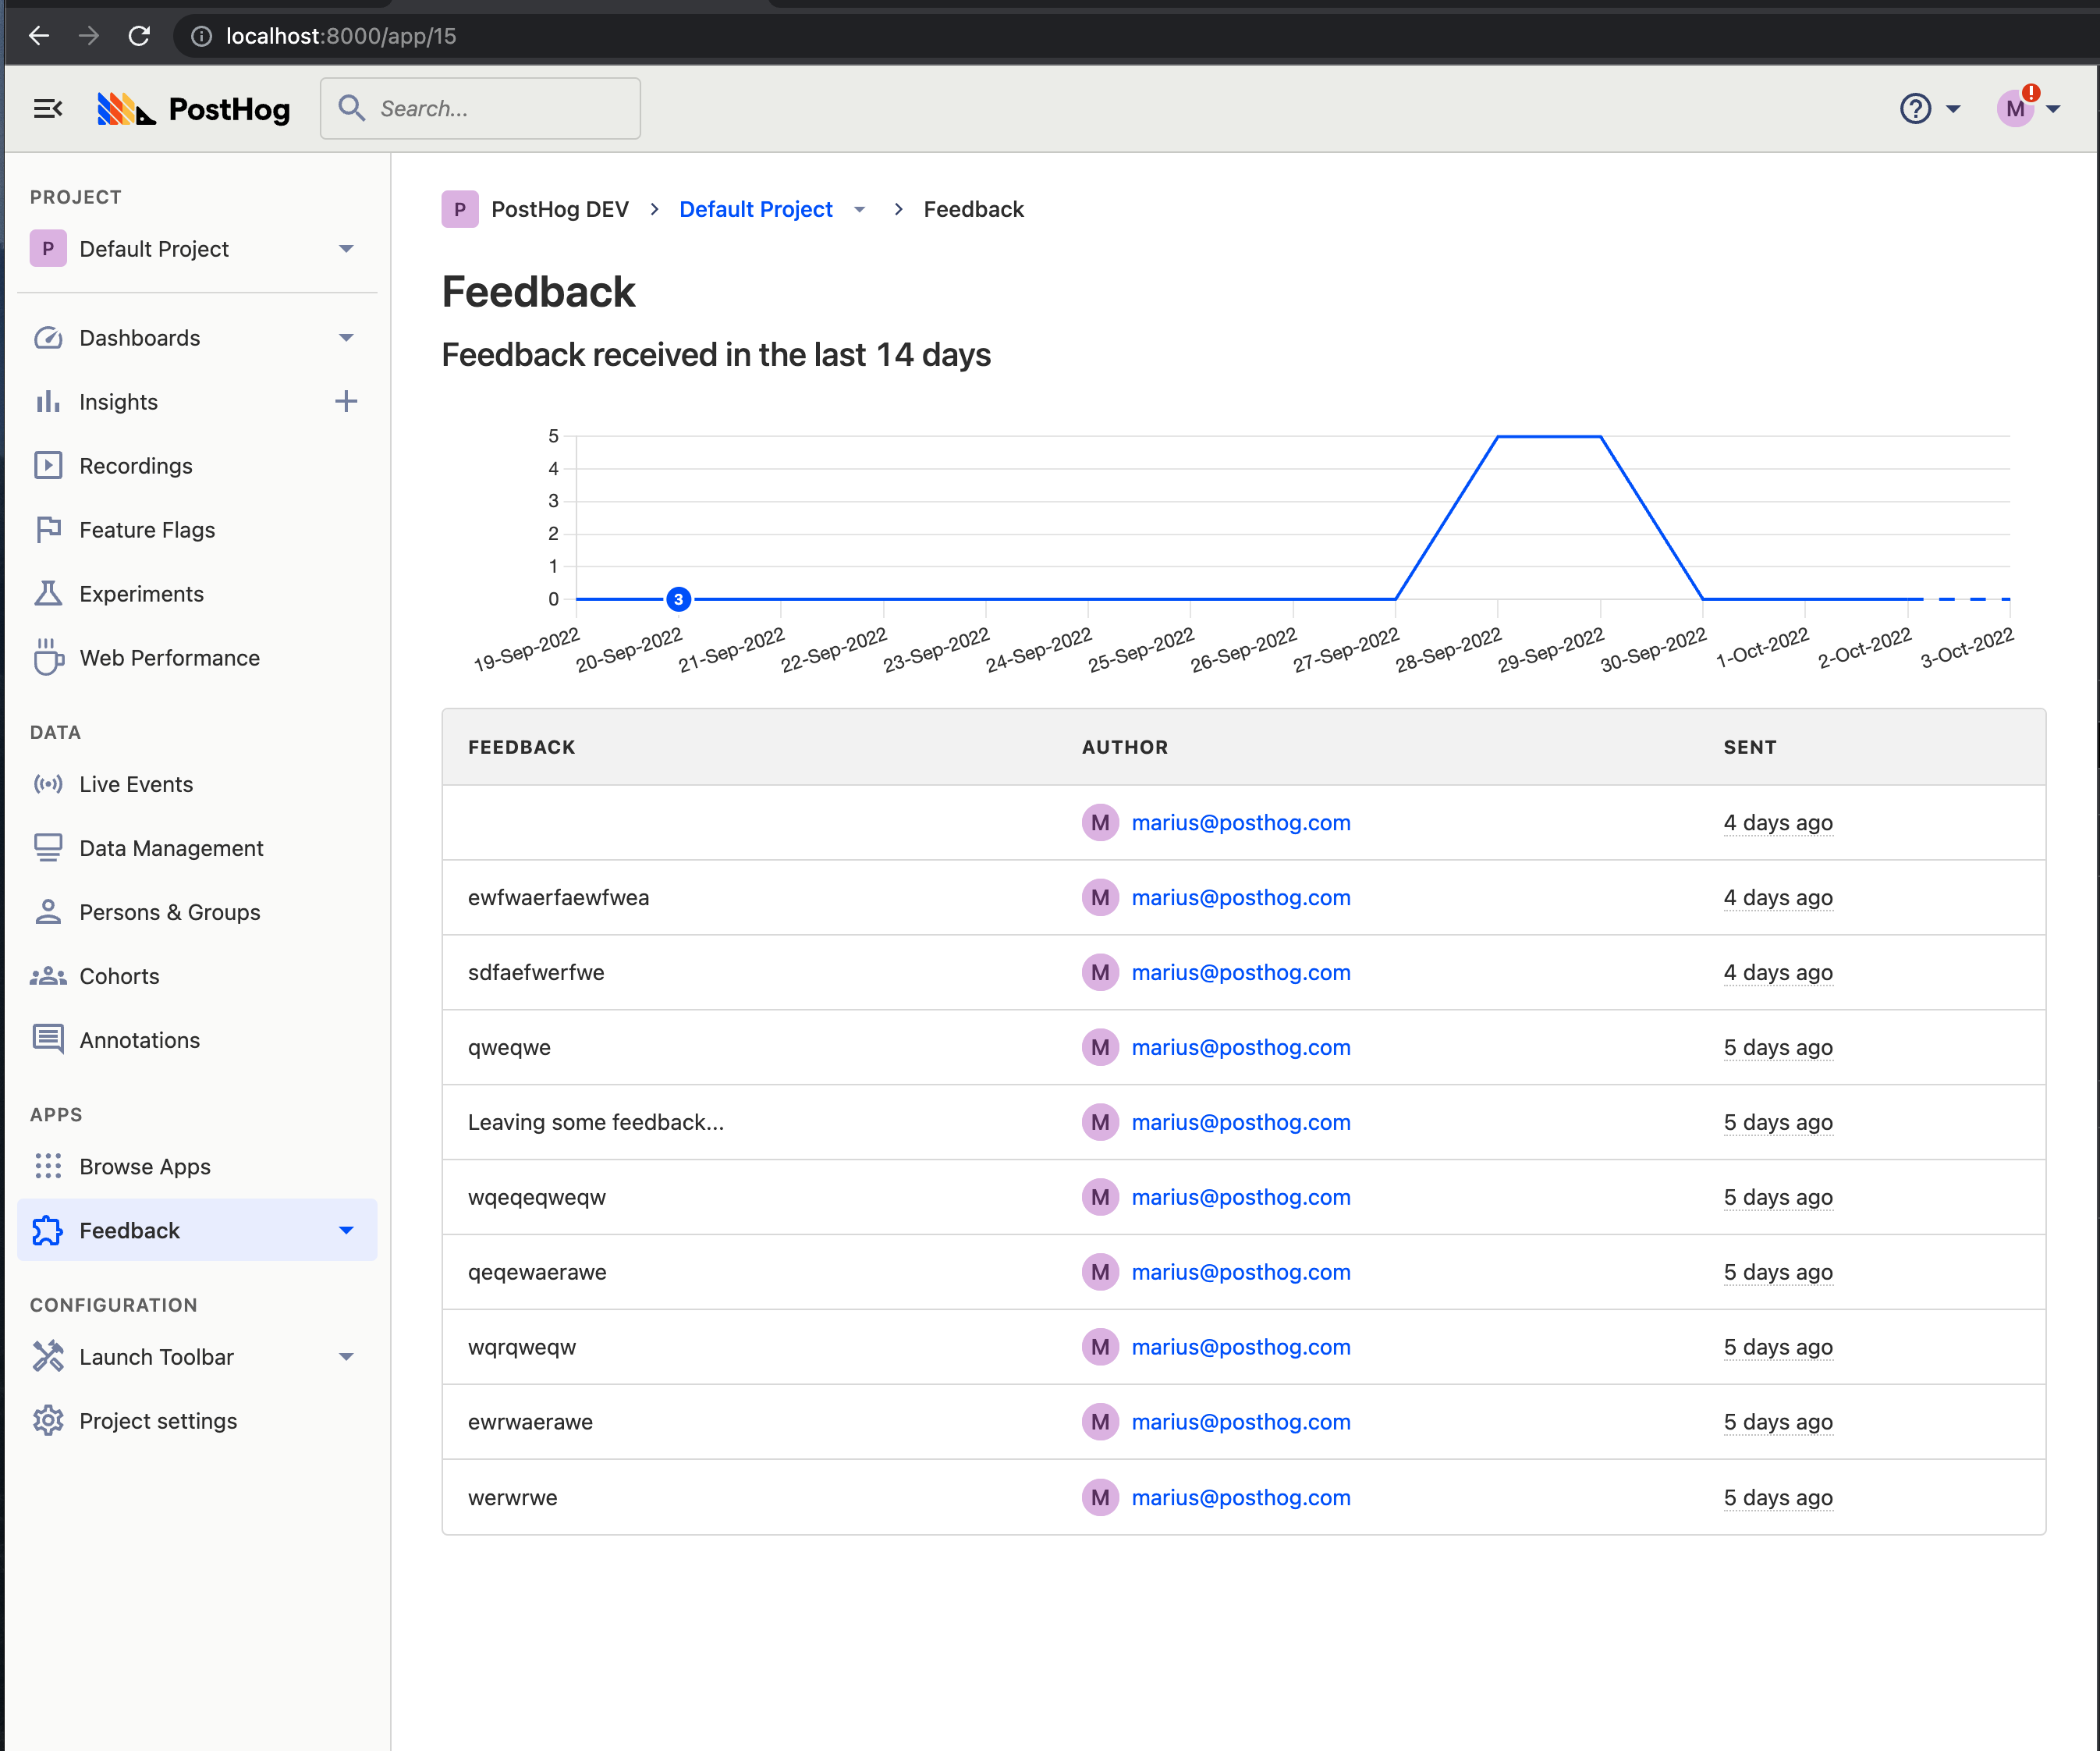 localhost:8000/app/15
PostHog
Search...
M
!
PROJECT
P Default Project
Dashboards
Insights
Recordings
Feature Flags
Experiments
Web Performance
DATA
Live Events
Data Management
Persons & Groups
Cohorts
Annotations
APPS
Browse Apps
Feedback
CONFIGURATION
Launch Toolbar
Project settings
P PostHog DEV > Default Project > Feedback
Feedback
Feedback received in the last 14 days
5
4
3
2
1
0
3
19-Sep-2022 20-Sep-2022 21-Sep-2022 22-Sep-2022 23-Sep-2022 24-Sep-2022 25-Sep-2022 26-Sep-2022 27-Sep-2022 28-Sep-2022 29-Sep-2022 30-Sep-2022 1-Oct-2022 2-Oct-2022 3-Oct-2022
FEEDBACK AUTHOR SENT
M marius@posthog.com 4 days ago
ewfwaerfaewfwea M marius@posthog.com 4 days ago
sdfaefwerfwe M marius@posthog.com 4 days ago
qweqwe M marius@posthog.com 5 days ago
Leaving some feedback... M marius@posthog.com 5 days ago
wqeqeqweqw M marius@posthog.com 5 days ago
qeqewaerawe M marius@posthog.com 5 days ago
wqrqweqw M marius@posthog.com 5 days ago
ewrwaerawe M marius@posthog.com 5 days ago
werwrwe M marius@posthog.com 5 days ago